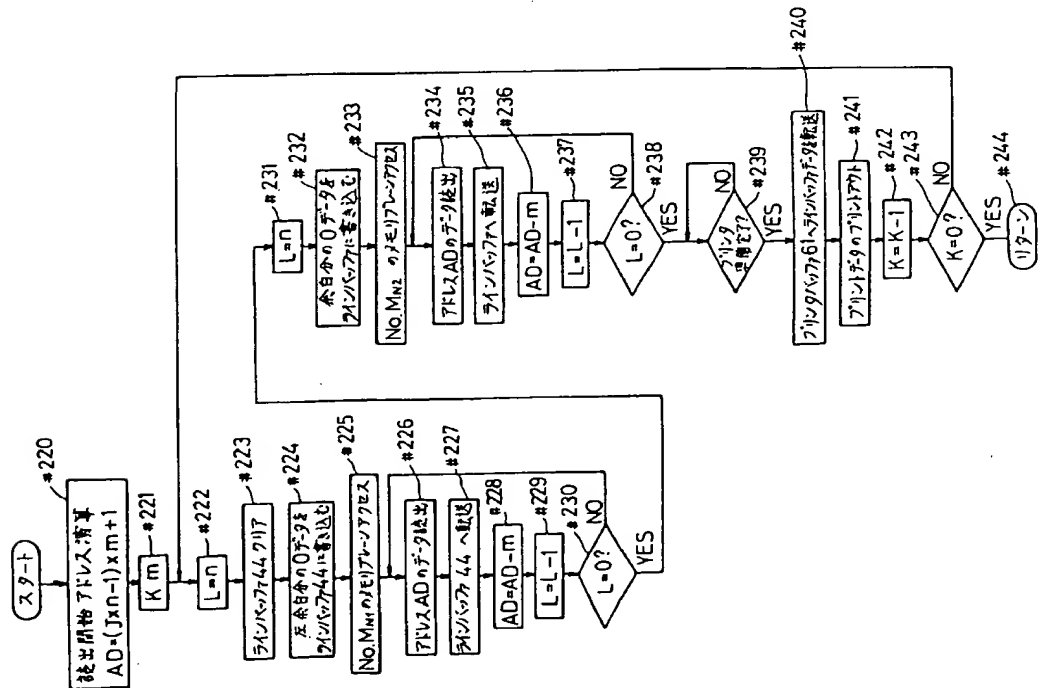 スタート
#220
読出開始アドレス演算
AD=(J×n-1)×m+1
#221
K m
#222
L=n
#223
ラインバッファ44クリア
#224
左余白分の0データを
ラインバッファ44に書き込む
#225
No.MN1のメモリプレーンアクセス
#226
アドレスADのデータ読出
#227
ラインバッファ44へ転送
#228
AD=AD-m
#229
L=L-1
#230
L=0?
NO
YES
#231
L=n
#232
余白分の0データを
ラインバッファに書き込む
#233
No.MN2のメモリプレーンアクセス
#234
アドレスADのデータ読出
#235
ラインバッファへ転送
#236
AD=AD-m
#237
L=L-1
#238
L=0?
NO
YES
#239
プリンタ
準備完了?
NO
YES
#240
プリンタバッファ61へラインバッファデータを転送
#241
プリントデータのプリントアウト
#242
K=K-1
#243
K=0?
NO
YES
#244
リターン